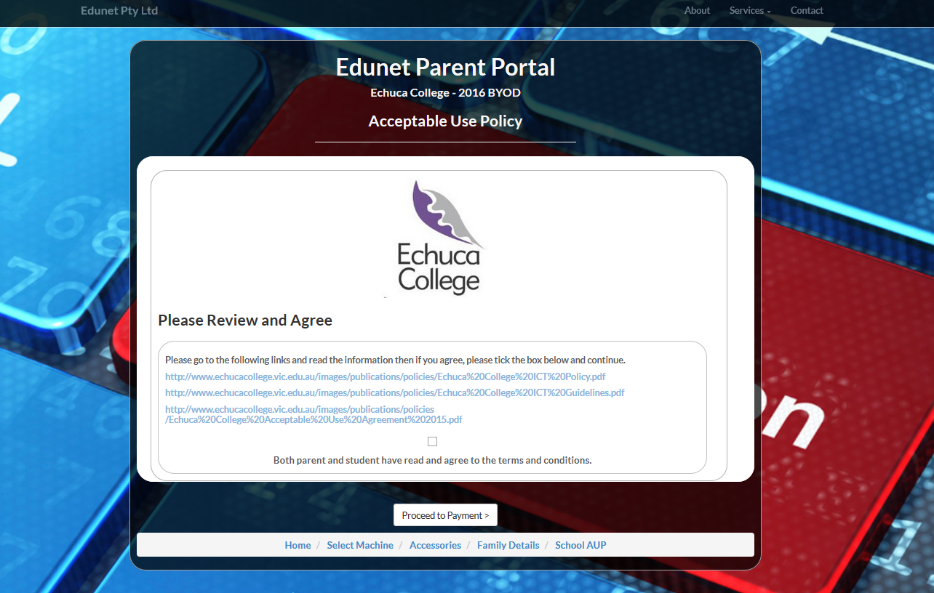 Edunet Pty Ltd
About Services Contact
Edunet Parent Portal
Echuca College - 2016 BYOD
Acceptable Use Policy
Echuca
College
Please Review and Agree
Please go to the following links and read the information then if you agree, please tick the box below and continue.
http://www.echucacollege.vic.edu.au/images/publications/policies/Echuca%20College%20ICT%20Policy.pdf
http://www.echucacollege.vic.edu.au/images/publications/policies/Echuca%20College%20ICT%20Guidelines.pdf
http://www.echucacollege.vic.edu.au/images/publications/policies
/Echuca%20College%20Acceptable%20Use%20Agreement%202015.pdf
Both parent and student have read and agree to the terms and conditions.
on
Proceed to Payment >
Home / Select Machine / Accessories / Family Details / School AUP